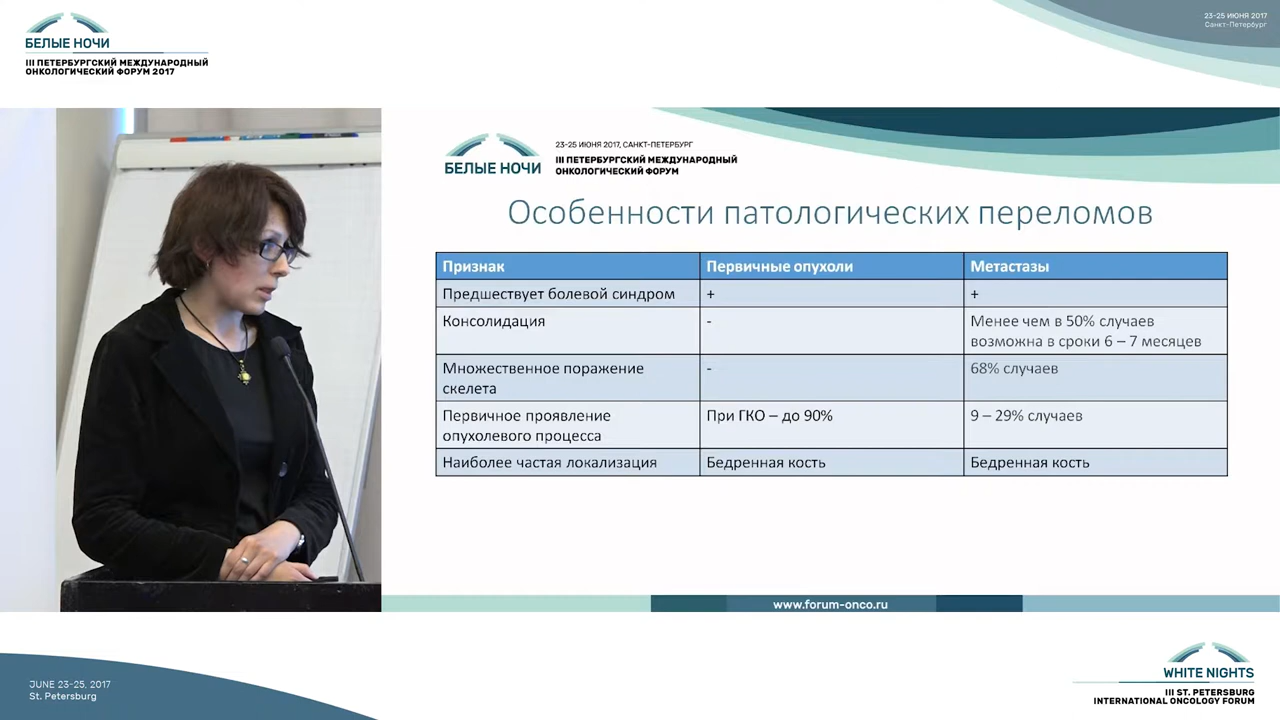 БЕЛЫЕ НОЧИ
III ПЕТЕРБУРГСКИЙ МЕЖДУНАРОДНЫЙ
ОНКОЛОГИЧЕСКИЙ ФОРУМ 2017
23-25 ИЮНЯ 2017
Санкт-Петербург
БЕЛЫЕ НОЧИ
23-25 ИЮНЯ 2017, САНКТ-ПЕТЕРБУРГ
III ПЕТЕРБУРГСКИЙ МЕЖДУНАРОДНЫЙ
ОНКОЛОГИЧЕСКИЙ ФОРУМ
Особенности патологических переломов
Признак Первичные опухоли Метастазы
Предшествует болевой синдром + +
Консолидация - Менее чем в 50% случаев
возможна в сроки 6 – 7 месяцев
Множественное поражение - 68% случаев
скелета
Первичное проявление При ГКО – до 90% 9 – 29% случаев
опухолевого процесса
Наиболее частая локализация Бедренная кость Бедренная кость
www.forum-onco.ru
JUNE 23-25, 2017
St. Petersburg
WHITE NIGHTS
III ST. PETERSBURG
INTERNATIONAL ONCOLOGY FORUM